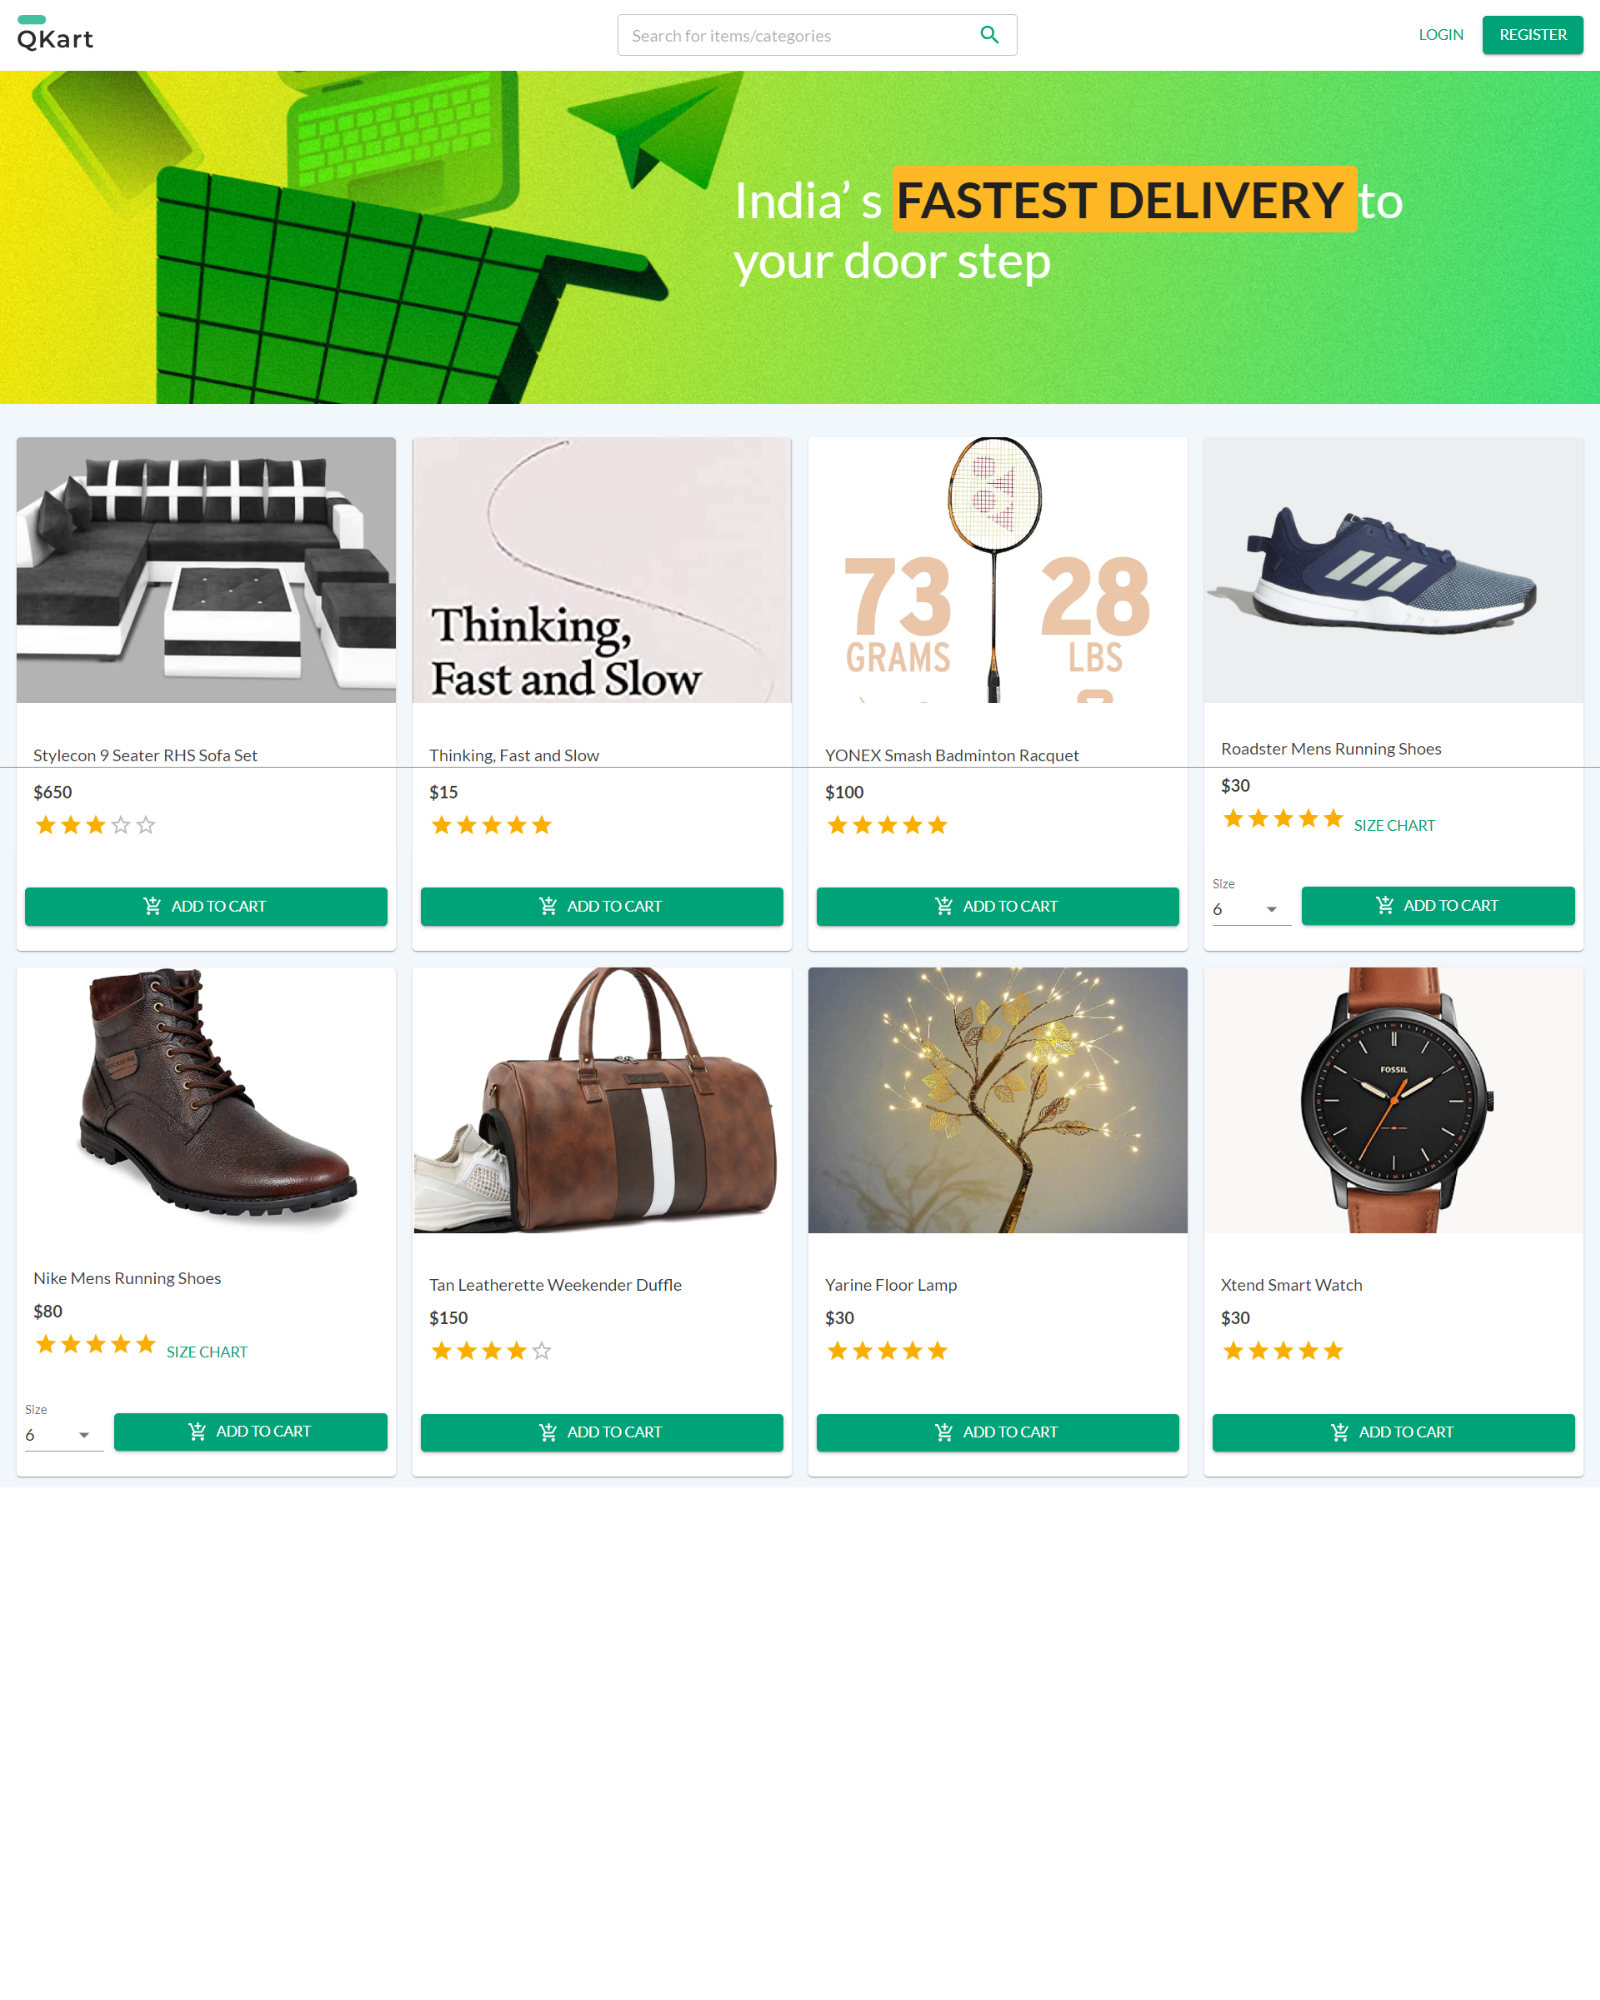 QKart
Search for items/categories
LOGIN
REGISTER
India’ s FASTEST DELIVERY to
your door step
Thinking,
Fast and Slow
73
GRAMS
28
LBS
Stylecon 9 Seater RHS Sofa Set
$650
ADD TO CART
Thinking, Fast and Slow
$15
ADD TO CART
YONEX Smash Badminton Racquet
$100
ADD TO CART
Roadster Mens Running Shoes
$30
SIZE CHART
Size
6
ADD TO CART
FOSSIL
Nike Mens Running Shoes
$80
SIZE CHART
Size
6
ADD TO CART
Tan Leatherette Weekender Duffle
$150
ADD TO CART
Yarine Floor Lamp
$30
ADD TO CART
Xtend Smart Watch
$30
ADD TO CART